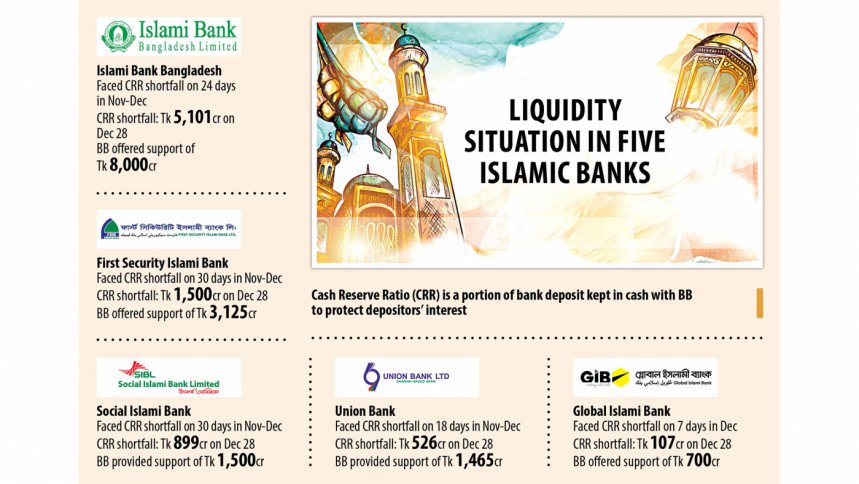 Islami Bank
Bangladesh Limited
Islami Bank Bangladesh
Faced CRR shortfall on 24 days
in Nov-Dec
CRR shortfall: Tk 5,101cr on
Dec 28
BB offered support of
Tk 8,000cr
LIQUIDITY
SITUATION IN FIVE
ISLAMIC BANKS
ফার্স্ট সিকিউরিটি ইসলামী ব্যাংক লিঃ
FIRST SECURITY ISLAMI BANK LTD.
First Security Islami Bank
Faced CRR shortfall on 30 days in Nov-Dec
CRR shortfall: Tk 1,500cr on Dec 28
BB offered support of Tk 3,125cr
Cash Reserve Ratio (CRR) is a portion of bank deposit kept in cash with BB
to protect depositors' interest
SIBL
Social Islami Bank Limited
Social Islami Bank
Faced CRR shortfall on 30 days in Nov-Dec
CRR shortfall: Tk 899cr on Dec 28
BB provided support of Tk 1,500cr
UNION BANK LTD
SHARIAH BASED BANK
Union Bank
Faced CRR shortfall on 18 days in Nov-Dec
CRR shortfall: Tk 526cr on Dec 28
BB provided support of Tk 1,465cr
GIB
গ্লোবাল ইসলামী ব্যাংক
Global Islami Bank
Global Islami Bank
Faced CRR shortfall on 7 days in Dec
CRR shortfall: Tk 107cr on Dec 28
BB offered support of Tk 700cr